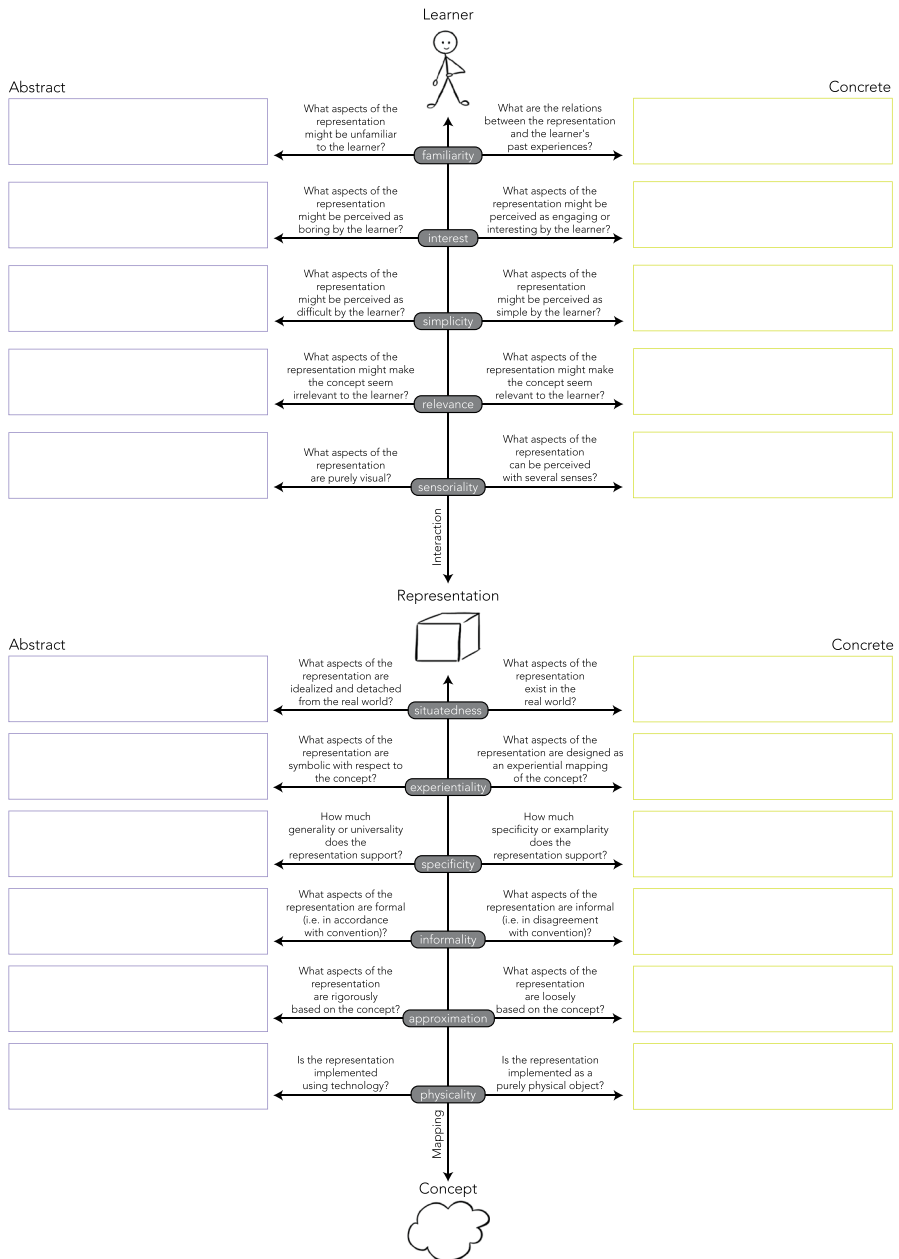 Learner
Abstract
Concrete
What aspects of the
representation
might be unfamiliar
to the learner?
What are the relations
between the representation
and the learner's
past experiences?
familiarity
What aspects of the
representation
might be perceived as
boring by the learner?
What aspects of the
representation might be
perceived as engaging or
interesting by the learner?
interest
What aspects of the
representation
might be perceived as
difficult by the learner?
What aspects of the
representation
might be perceived as
simple by the learner?
simplicity
What aspects of the
representation might make
the concept seem
irrelevant to the learner?
What aspects of the
representation might make
the concept seem
relevant to the learner?
relevance
What aspects of the
representation
are purely visual?
What aspects of the
representation
can be perceived
with several senses?
sensoriality
Interaction
Representation
Abstract
Concrete
What aspects of the
representation are
idealized and detached
from the real world?
What aspects of the
representation
exist in the
real world?
situatedness
What aspects of the
representation are
symbolic with respect to
the concept?
What aspects of the
representation are designed as
an experiential mapping
of the concept?
experientiality
How much
generality or universality
does the
representation support?
How much
specificity or examplarity
does the
representation support?
specificity
What aspects of the
representation are formal
(i.e. in accordance
with convention)?
What aspects of the
representation are informal
(i.e. in disagreement
with convention)?
informality
What aspects of the
representation
are rigorously
based on the concept?
What aspects of the
representation
are loosely
based on the concept?
approximation
Is the representation
implemented
using technology?
Is the representation
implemented as a
purely physical object?
physicality
Mapping
Concept